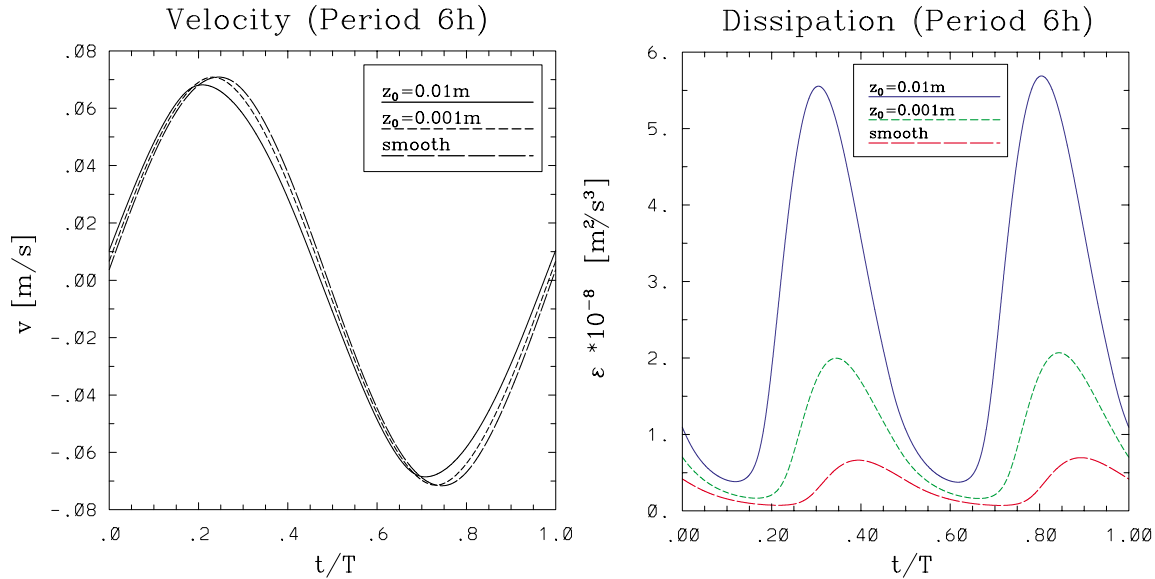 Velocity (Period 6h)
.08
.06
.04
.02
.00
-.02
-.04
-.06
-.08
v [m/s]
z₀=0.01m
z₀=0.001m
smooth
.0
.2
.4
.6
.8
1.0
t/T
Dissipation (Period 6h)
6.
5.
4.
3.
2.
1.
0.
ε *10⁻⁸ [m²/s³]
z₀=0.01m
z₀=0.001m
smooth
.00
.20
.40
.60
.80
1.00
t/T